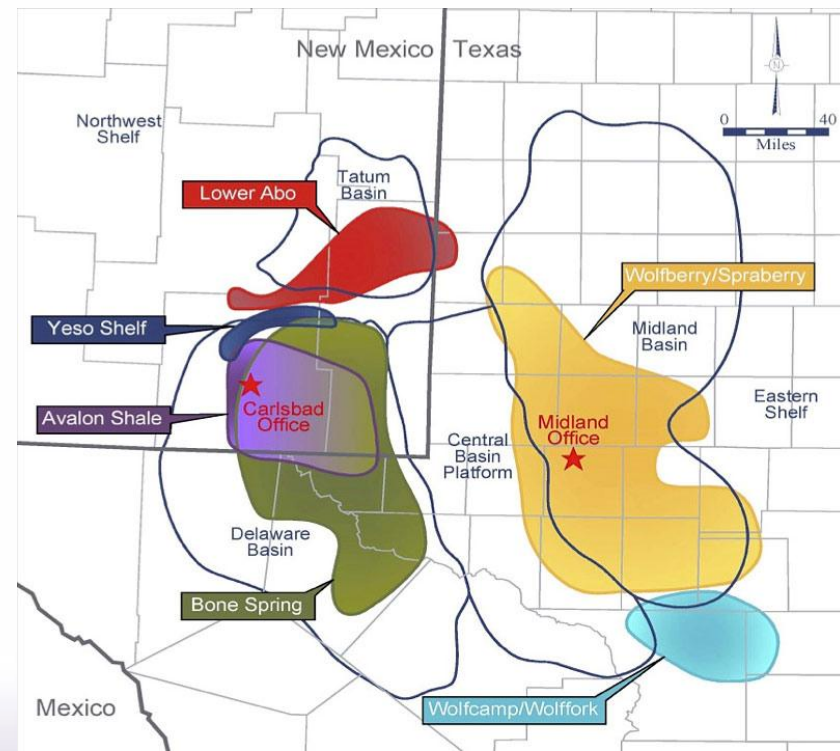 New Mexico
Texas
N
0
40
Miles
Northwest
Shelf
Tatum
Basin
Lower Abo
Wolfberry/Spraberry
Yeso Shelf
Midland
Basin
Avalon Shale
Carlsbad
Office
Eastern
Shelf
Midland
Office
Central
Basin
Platform
Delaware
Basin
Bone Spring
Mexico
Wolfcamp/Wolffork